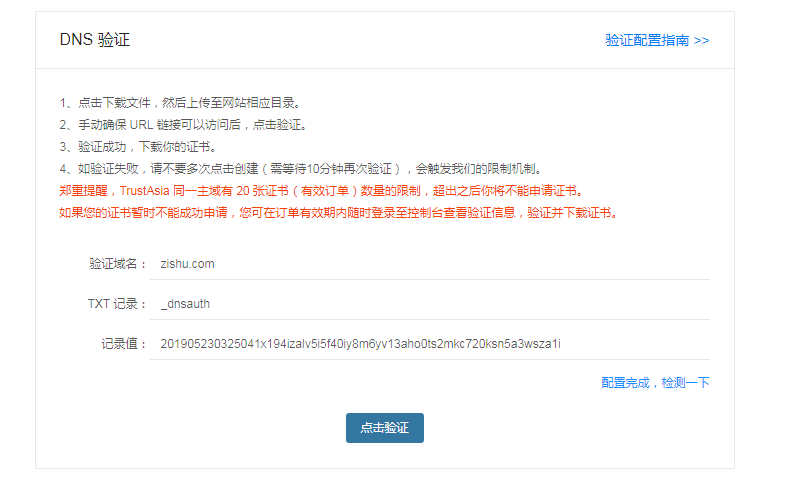 DNS 验证
验证配置指南 >>
1、点击下载文件，然后上传至网站相应目录。
2、手动确保 URL 链接可以访问后，点击验证。
3、验证成功，下载你的证书。
4、如验证失败，请不要多次点击创建（需等待10分钟再次验证），会触发我们的限制机制。
郑重提醒，TrustAsia 同一主域有 20 张证书（有效订单）数量的限制，超出之后你将不能申请证书。
如果您的证书暂时不能成功申请，您可在订单有效期内随时登录至控制台查看验证信息，验证并下载证书。
验证域名： zishu.com
TXT 记录： _dnsauth
记录值： 201905230325041x194izalv5i5f40iy8m6yv13aho0ts2mkc720ksn5a3wsza1i
配置完成，检测一下
点击验证